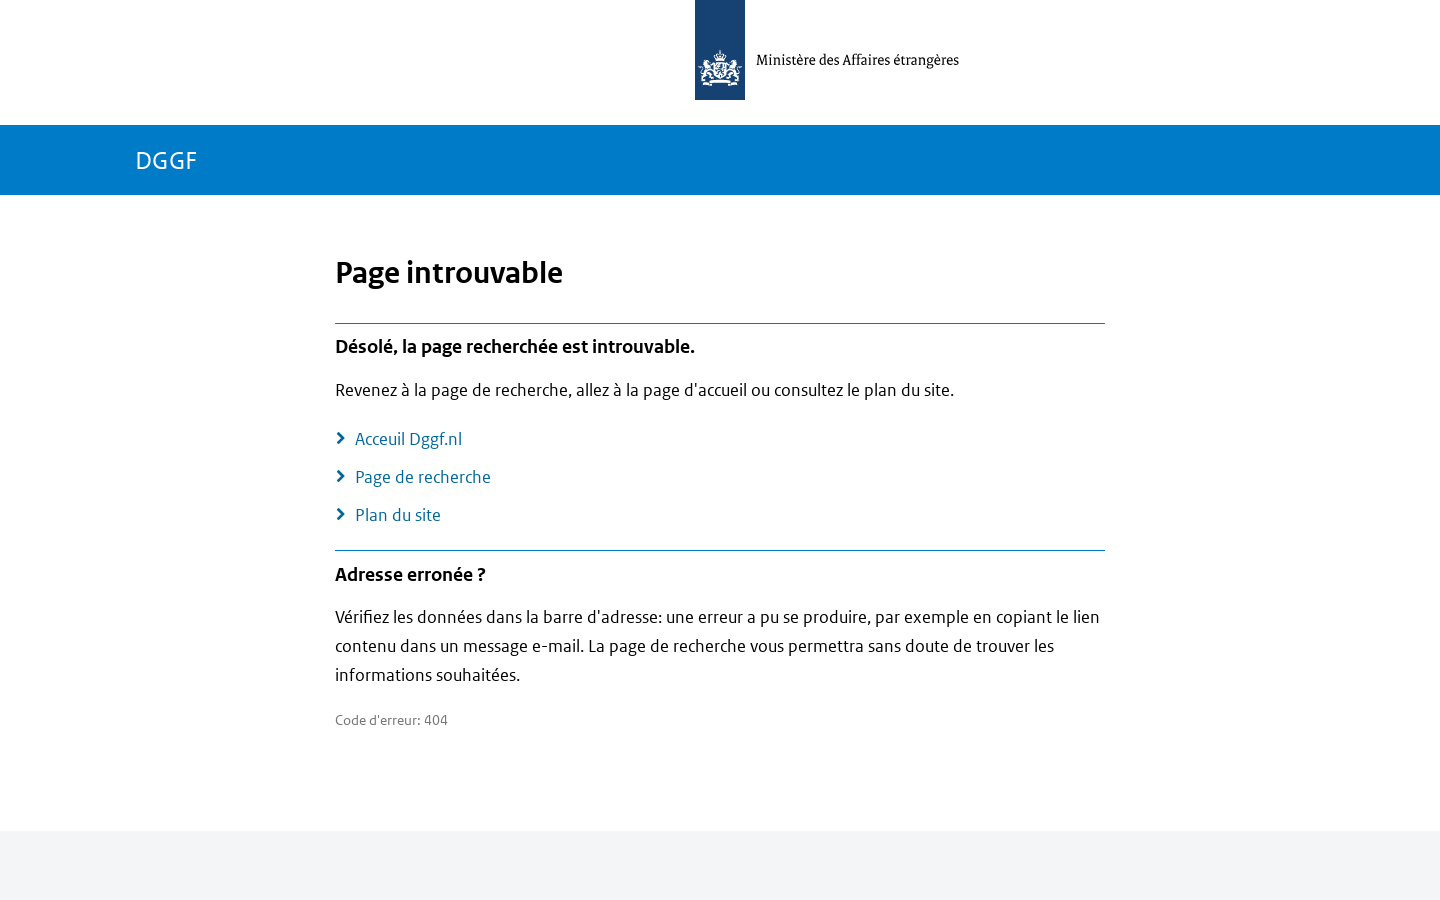 Ministère des Affaires étrangères
DGGF
Page introuvable
Désolé, la page recherchée est introuvable.
Revenez à la page de recherche, allez à la page d'accueil ou consultez le plan du site.
Acceuil Dggf.nl
Page de recherche
Plan du site
Adresse erronée ?
Vérifiez les données dans la barre d'adresse: une erreur a pu se produire, par exemple en copiant le lien
contenu dans un message e-mail. La page de recherche vous permettra sans doute de trouver les
informations souhaitées.
Code d'erreur: 404